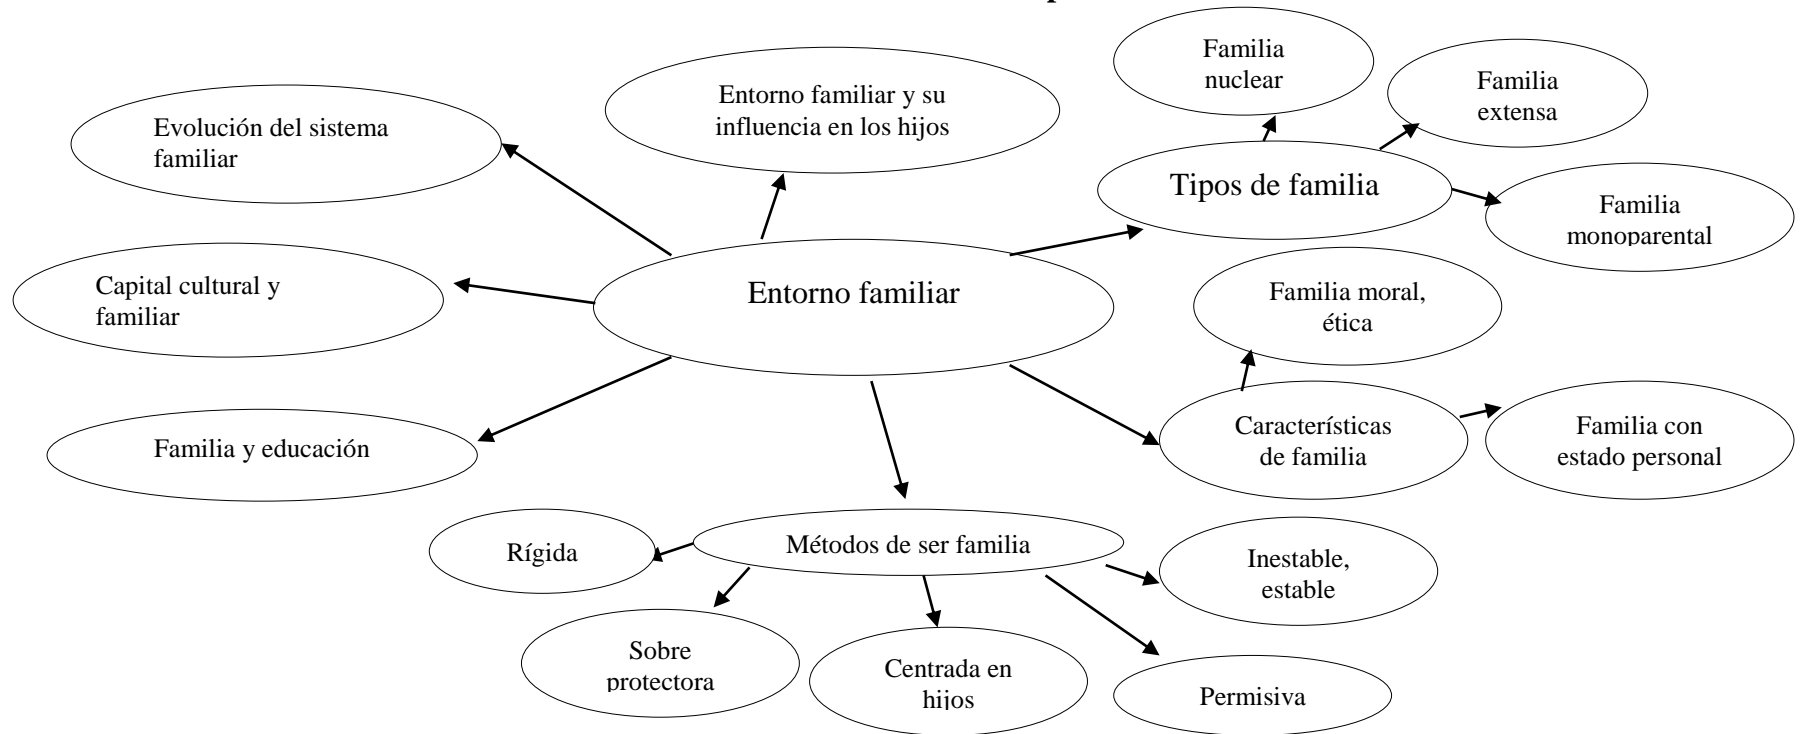 Familia
nuclear
Familia
extensa
Entorno familiar y su
influencia en los hijos
Evolución del sistema
familiar
Tipos de familia
Familia
monoparental
Capital cultural y
familiar
Entorno familiar
Familia moral,
ética
Características
de familia
Familia con
estado personal
Familia y educación
Métodos de ser familia
Rígida
Inestable,
estable
Sobre
protectora
Centrada en
hijos
Permisiva